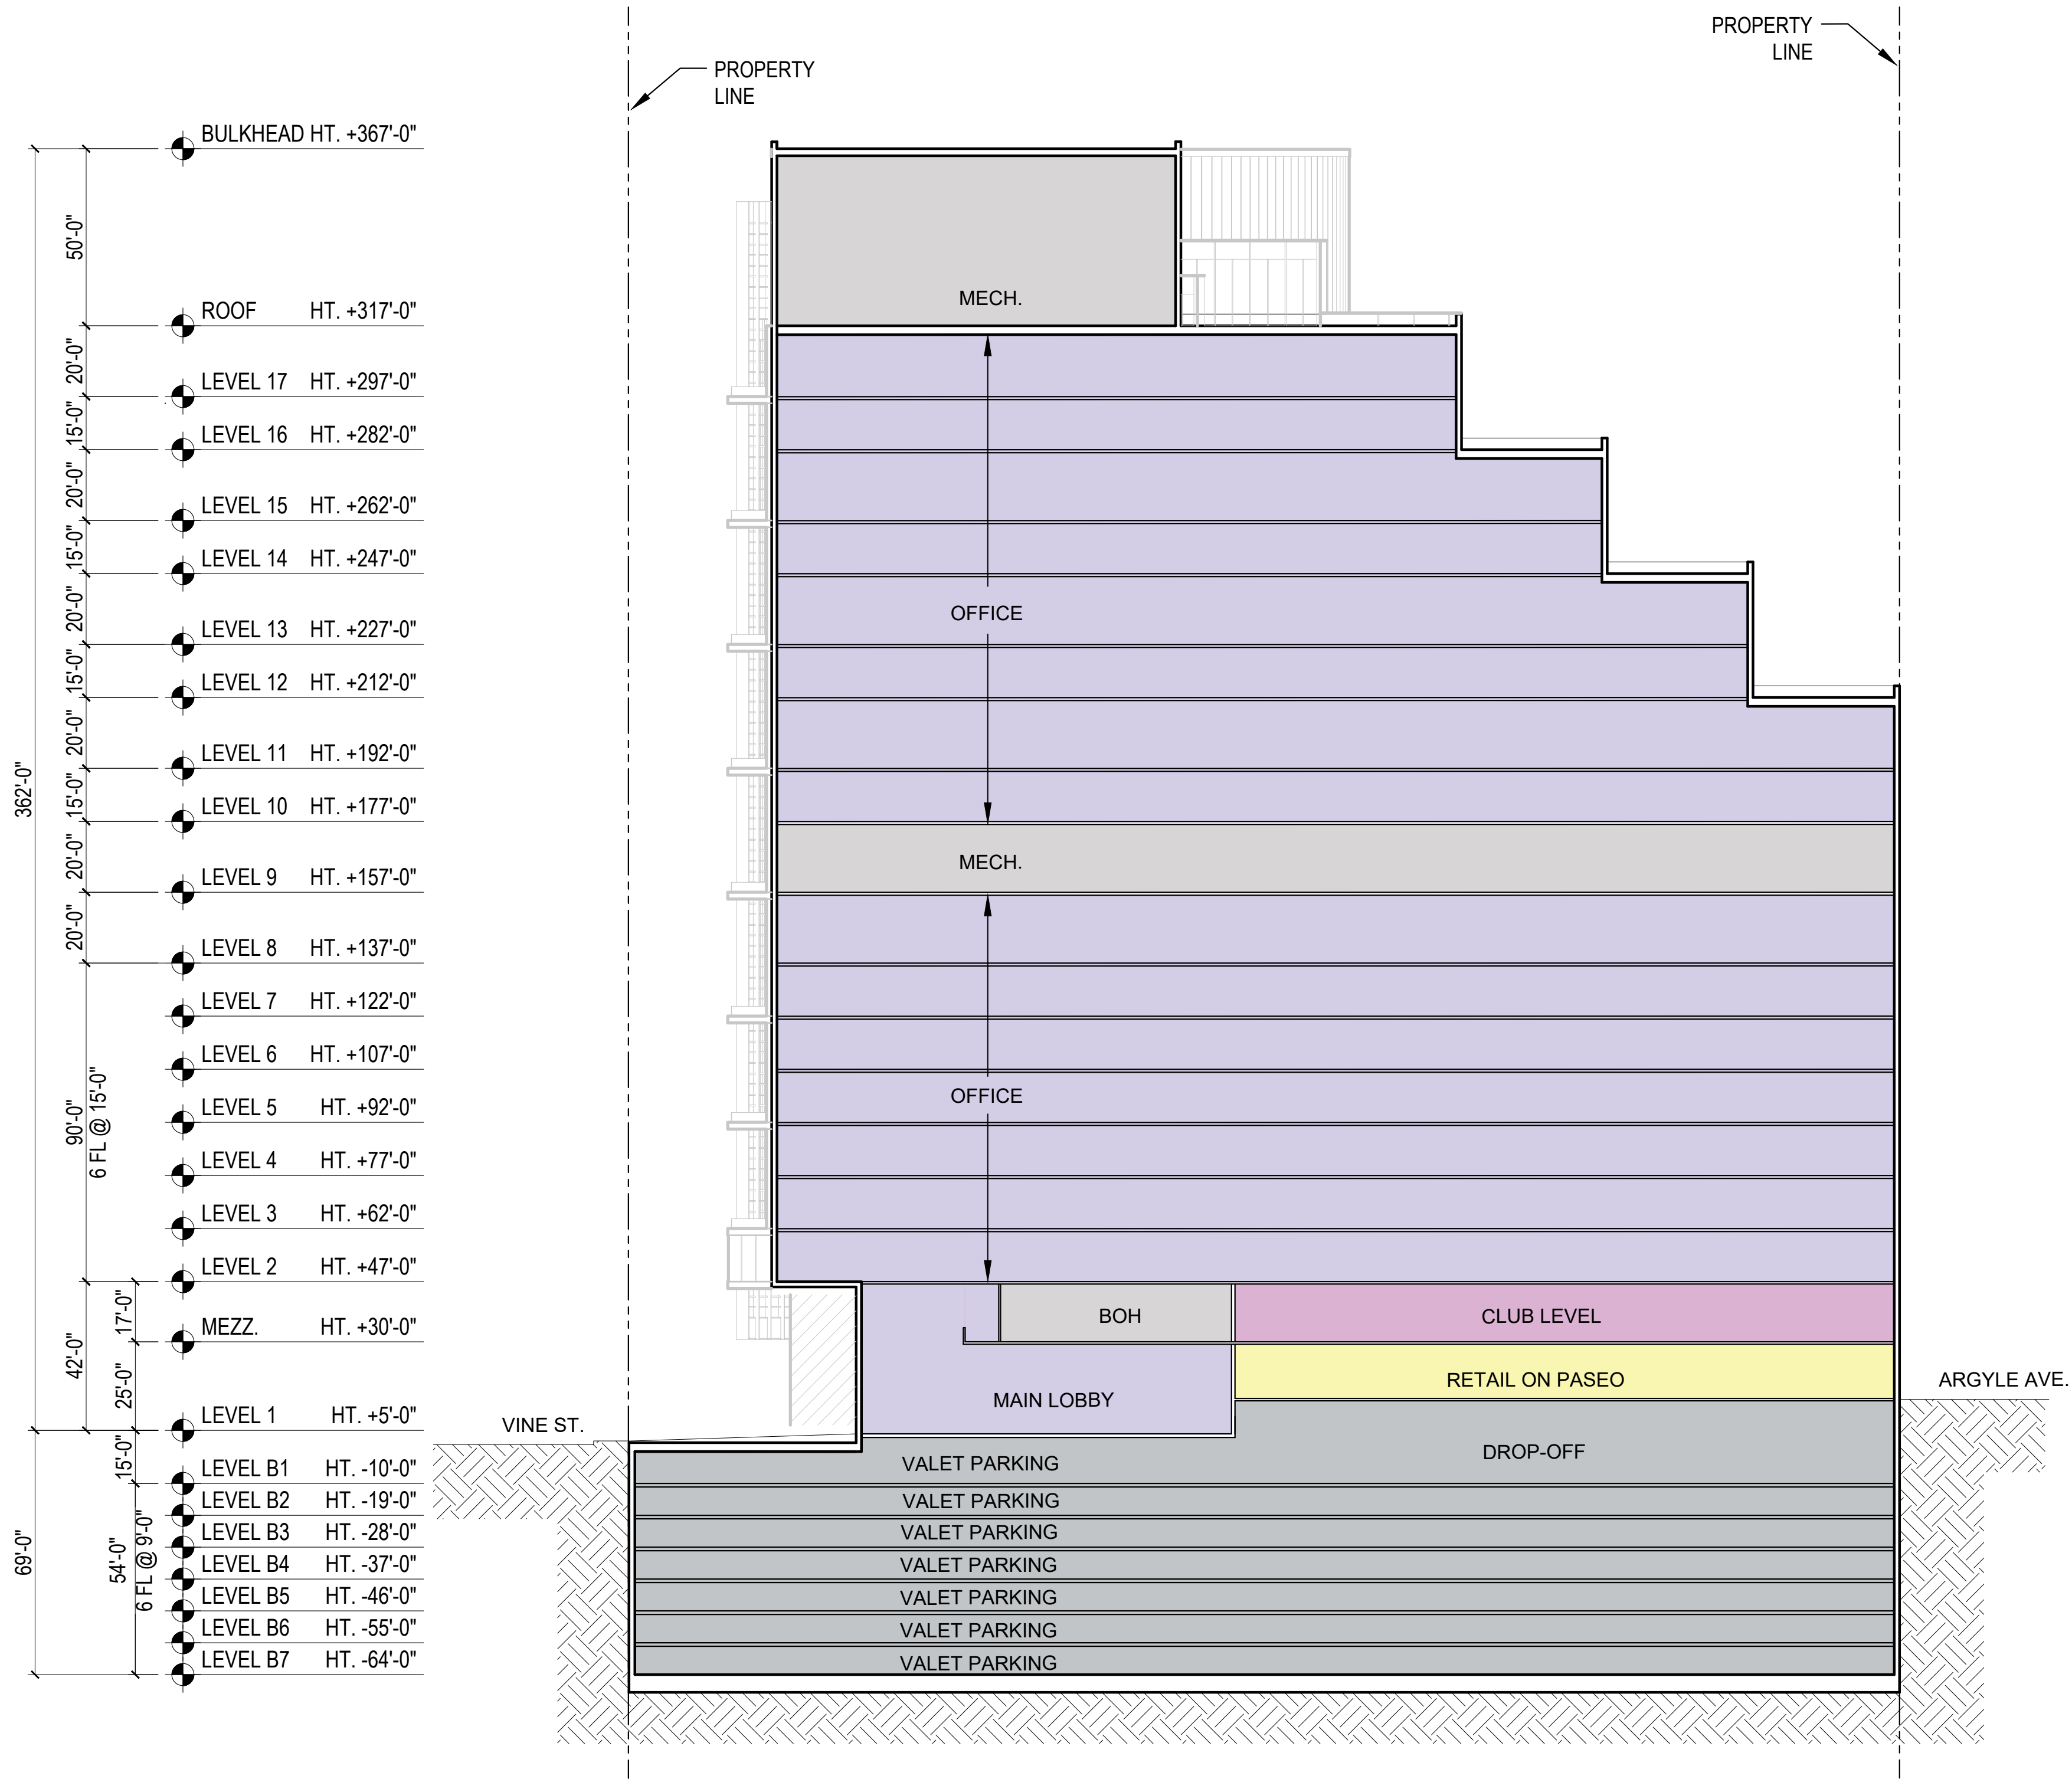 PROPERTY
LINE
PROPERTY
LINE
BULKHEAD HT. +367'-0"
50'-0"
ROOF HT. +317'-0"
20'-0"
LEVEL 17 HT. +297'-0"
15'-0"
LEVEL 16 HT. +282'-0"
20'-0"
LEVEL 15 HT. +262'-0"
15'-0"
LEVEL 14 HT. +247'-0"
20'-0"
LEVEL 13 HT. +227'-0"
15'-0"
LEVEL 12 HT. +212'-0"
20'-0"
LEVEL 11 HT. +192'-0"
15'-0"
LEVEL 10 HT. +177'-0"
20'-0"
LEVEL 9 HT. +157'-0"
20'-0"
LEVEL 8 HT. +137'-0"
LEVEL 7 HT. +122'-0"
LEVEL 6 HT. +107'-0"
LEVEL 5 HT. +92'-0"
LEVEL 4 HT. +77'-0"
LEVEL 3 HT. +62'-0"
LEVEL 2 HT. +47'-0"
90'-0"
6 FL @ 15'-0"
17'-0"
MEZZ. HT. +30'-0"
42'-0"
25'-0"
LEVEL 1 HT. +5'-0"
362'-0"
15'-0"
LEVEL B1 HT. -10'-0"
LEVEL B2 HT. -19'-0"
LEVEL B3 HT. -28'-0"
LEVEL B4 HT. -37'-0"
LEVEL B5 HT. -46'-0"
LEVEL B6 HT. -55'-0"
LEVEL B7 HT. -64'-0"
69'-0"
54'-0"
6 FL @ 9'-0"
MECH.
OFFICE
MECH.
OFFICE
BOH
CLUB LEVEL
RETAIL ON PASEO
MAIN LOBBY
ARGYLE AVE.
VINE ST.
DROP-OFF
VALET PARKING
VALET PARKING
VALET PARKING
VALET PARKING
VALET PARKING
VALET PARKING
VALET PARKING